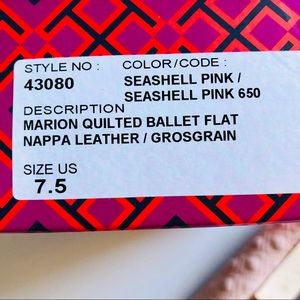 STYLE NO : COLOR/CODE :
43080 SEASHELL PINK /
SEASHELL PINK 650
DESCRIPTION
MARION QUILTED BALLET FLAT
NAPPA LEATHER / GROSGRAIN
SIZE US
7.5